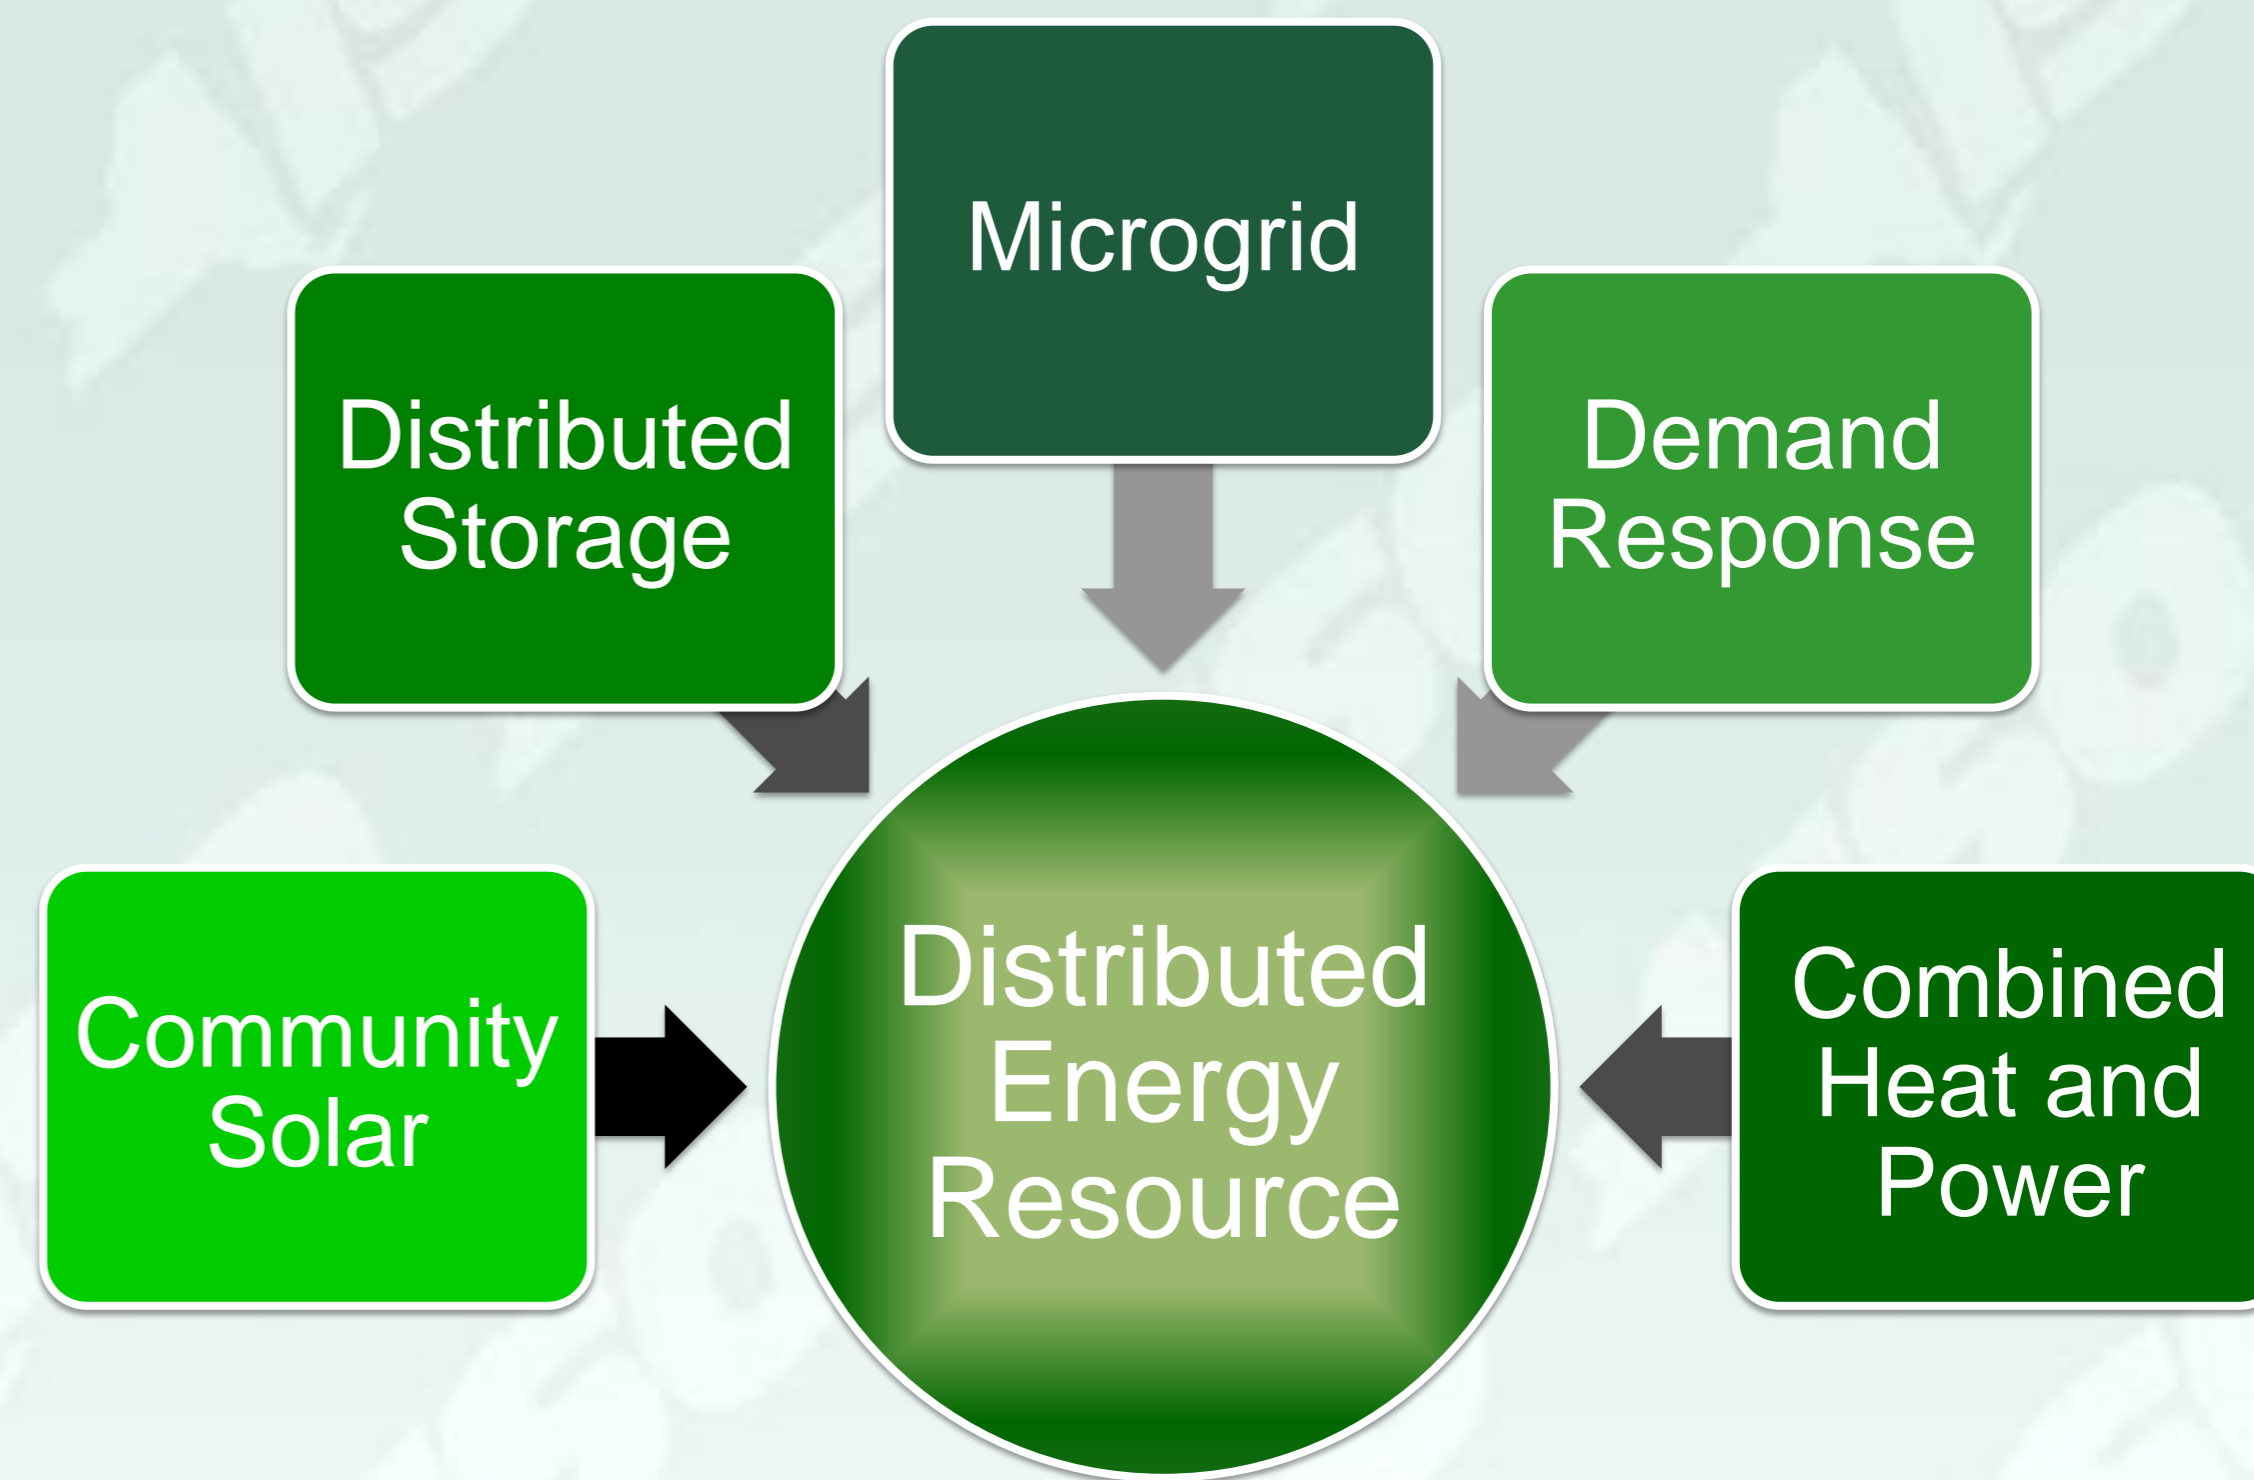 Microgrid
Distributed
Storage
Demand
Response
Community
Solar
Distributed
Energy
Resource
Combined
Heat and
Power